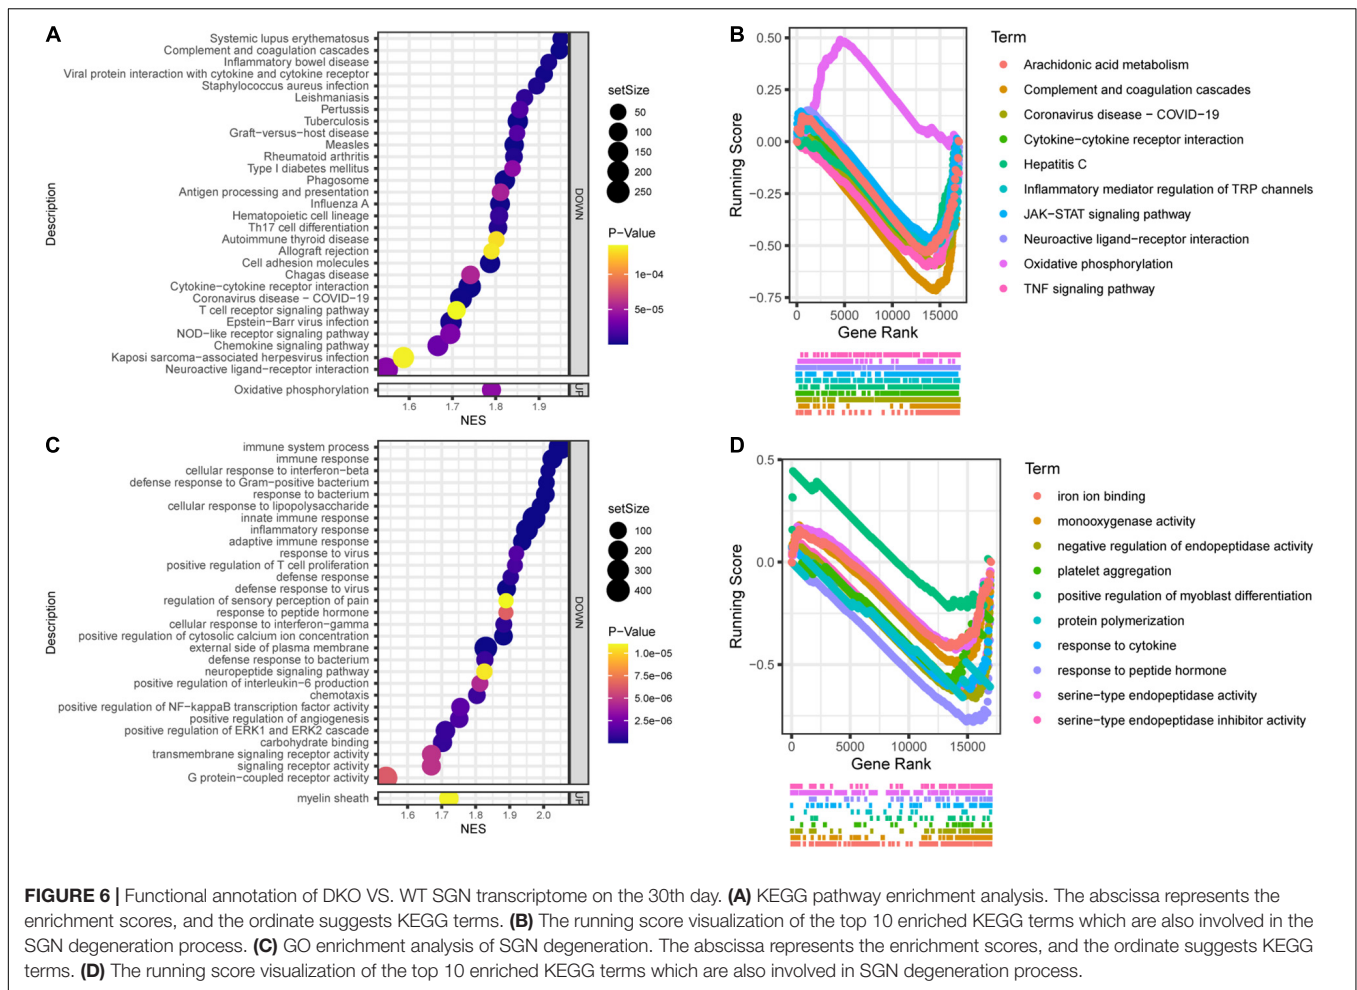 A
Systemic lupus erythematosus
Complement and coagulation cascades
Inflammatory bowel disease
Viral protein interaction with cytokine and cytokine receptor
Staphylococcus aureus infection
Leishmaniasis
Pertussis
Tuberculosis
Graft−versus−host disease
Measles
Rheumatoid arthritis
Type I diabetes mellitus
Phagosome
Antigen processing and presentation
Influenza A
Hematopoietic cell lineage
Th17 cell differentiation
Autoimmune thyroid disease
Allograft rejection
Cell adhesion molecules
Chagas disease
Cytokine−cytokine receptor interaction
Coronavirus disease − COVID−19
T cell receptor signaling pathway
Epstein−Barr virus infection
NOD−like receptor signaling pathway
Chemokine signaling pathway
Kaposi sarcoma−associated herpesvirus infection
Neuroactive ligand−receptor interaction
Oxidative phosphorylation
Description
DOWN
UP
1.6 1.7 1.8 1.9
NES
setSize
50
100
150
200
250
P−Value
1e−04
5e−05
B
0.50
0.25
0.00
−0.25
−0.50
−0.75
Running Score
0 5000 10000 15000
Gene Rank
Term
Arachidonic acid metabolism
Complement and coagulation cascades
Coronavirus disease − COVID−19
Cytokine−cytokine receptor interaction
Hepatitis C
Inflammatory mediator regulation of TRP channels
JAK−STAT signaling pathway
Neuroactive ligand−receptor interaction
Oxidative phosphorylation
TNF signaling pathway
C
immune system process
immune response
cellular response to interferon−beta
defense response to Gram−positive bacterium
response to bacterium
cellular response to lipopolysaccharide
innate immune response
inflammatory response
adaptive immune response
response to virus
positive regulation of T cell proliferation
defense response
defense response to virus
regulation of sensory perception of pain
response to peptide hormone
cellular response to interferon−gamma
positive regulation of cytosolic calcium ion concentration
external side of plasma membrane
defense response to bacterium
neuropeptide signaling pathway
positive regulation of interleukin−6 production
chemotaxis
positive regulation of NF−kappaB transcription factor activity
positive regulation of angiogenesis
positive regulation of ERK1 and ERK2 cascade
carbohydrate binding
transmembrane signaling receptor activity
signaling receptor activity
G protein−coupled receptor activity
myelin sheath
Description
DOWN
UP
1.6 1.7 1.8 1.9 2.0
NES
setSize
100
200
300
400
P−Value
1.0e−05
7.5e−06
5.0e−06
2.5e−06
D
0.5
0.0
−0.5
Running Score
0 5000 10000 15000
Gene Rank
Term
iron ion binding
monooxygenase activity
negative regulation of endopeptidase activity
platelet aggregation
positive regulation of myoblast differentiation
protein polymerization
response to cytokine
response to peptide hormone
serine−type endopeptidase activity
serine−type endopeptidase inhibitor activity
FIGURE 6 | Functional annotation of DKO VS. WT SGN transcriptome on the 30th day. (A) KEGG pathway enrichment analysis. The abscissa represents the
enrichment scores, and the ordinate suggests KEGG terms. (B) The running score visualization of the top 10 enriched KEGG terms which are also involved in the
SGN degeneration process. (C) GO enrichment analysis of SGN degeneration. The abscissa represents the enrichment scores, and the ordinate suggests KEGG
terms. (D) The running score visualization of the top 10 enriched KEGG terms which are also involved in SGN degeneration process.